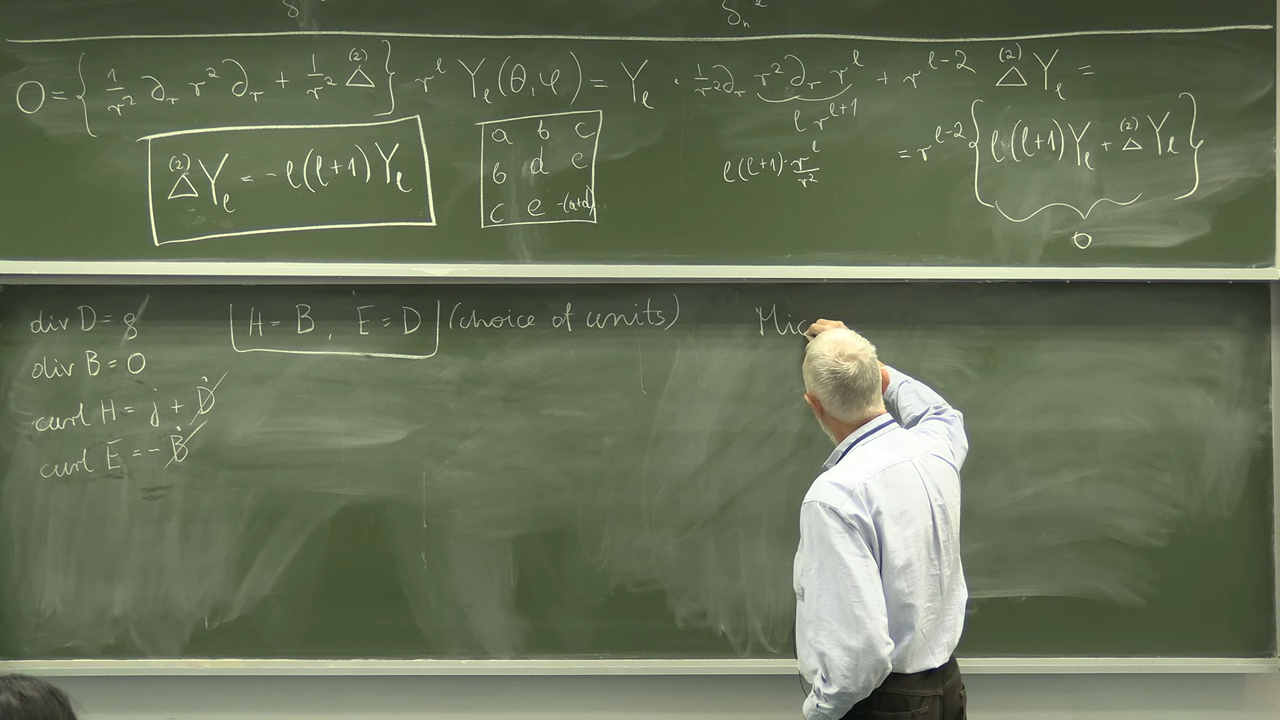 0 = { 1/r² ∂_r r² ∂_r + 1/r² Δ^(2) } r^l Y_l(θ,φ) = Y_l · 1/r² ∂_r r² ∂_r r^l + r^(l-2) Δ^(2) Y_l =
l r^(l+1)
l(l+1) · r^l/r²
= r^(l-2) { l(l+1) Y_l + Δ^(2) Y_l }
0
Δ^(2) Y_l = -l(l+1) Y_l
a b c
b d e
c e -(a+d)
div D = ϱ
div B = 0
curl H = j + Ḋ
curl E = - Ḃ
H = B , E = D (choice of units)
Mic